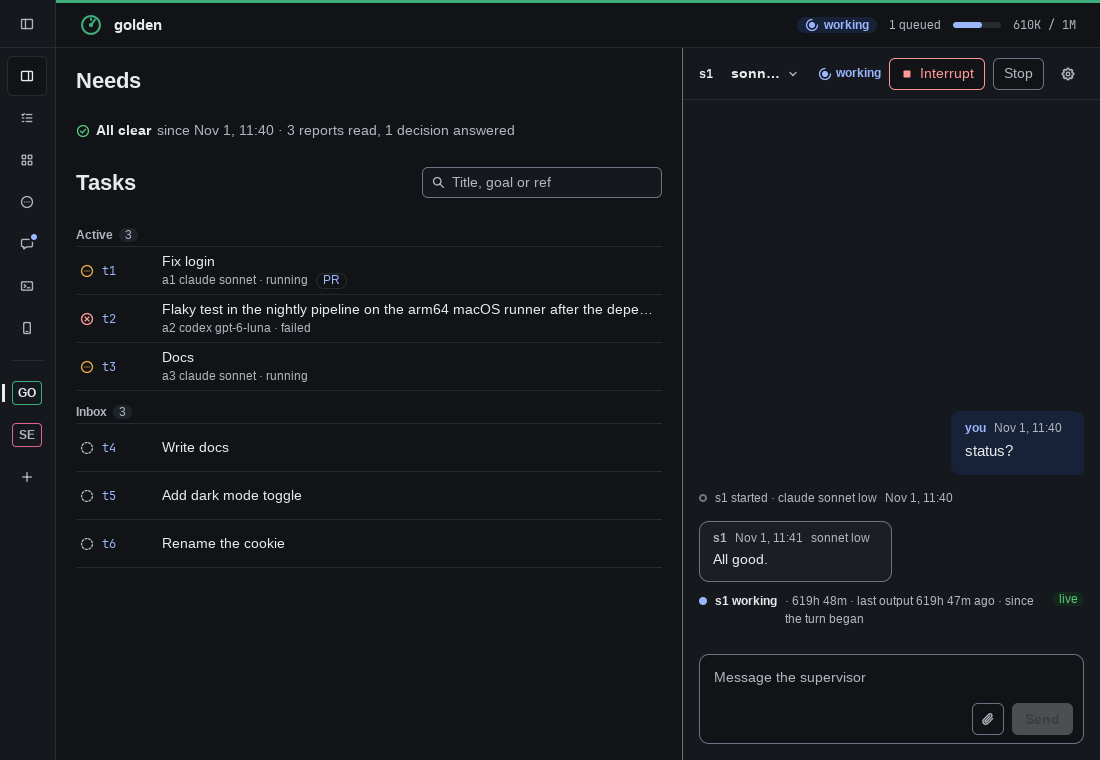 golden
working
1 queued
610K / 1M
Needs
All clear since Nov 1, 11:40 · 3 reports read, 1 decision answered
Tasks
Title, goal or ref
Active 3
t1
Fix login
a1 claude sonnet · running PR
t2
Flaky test in the nightly pipeline on the arm64 macOS runner after the depe…
a2 codex gpt-6-luna · failed
t3
Docs
a3 claude sonnet · running
Inbox 3
t4 Write docs
t5 Add dark mode toggle
t6 Rename the cookie
GO
SE
s1 sonn… working Interrupt Stop
you Nov 1, 11:40
status?
s1 started · claude sonnet low Nov 1, 11:40
s1 Nov 1, 11:41 sonnet low
All good.
s1 working · 619h 48m · last output 619h 47m ago · since
the turn began
live
Message the supervisor
Send